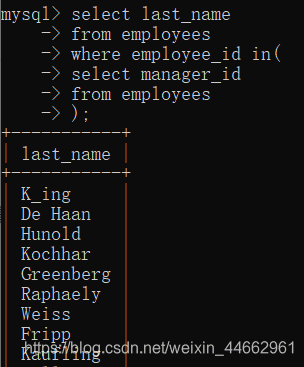 mysql> select last_name
-> from employees
-> where employee_id in(
-> select manager_id
-> from employees
-> );
+-----------+
| last_name |
+-----------+
| K_ing |
| De Haan |
| Hunold |
| Kochhar |
| Greenberg |
| Raphaely |
| Weiss |
| Fripp |
| Kaufling |
https://blog.csdn.net/weixin_44662961